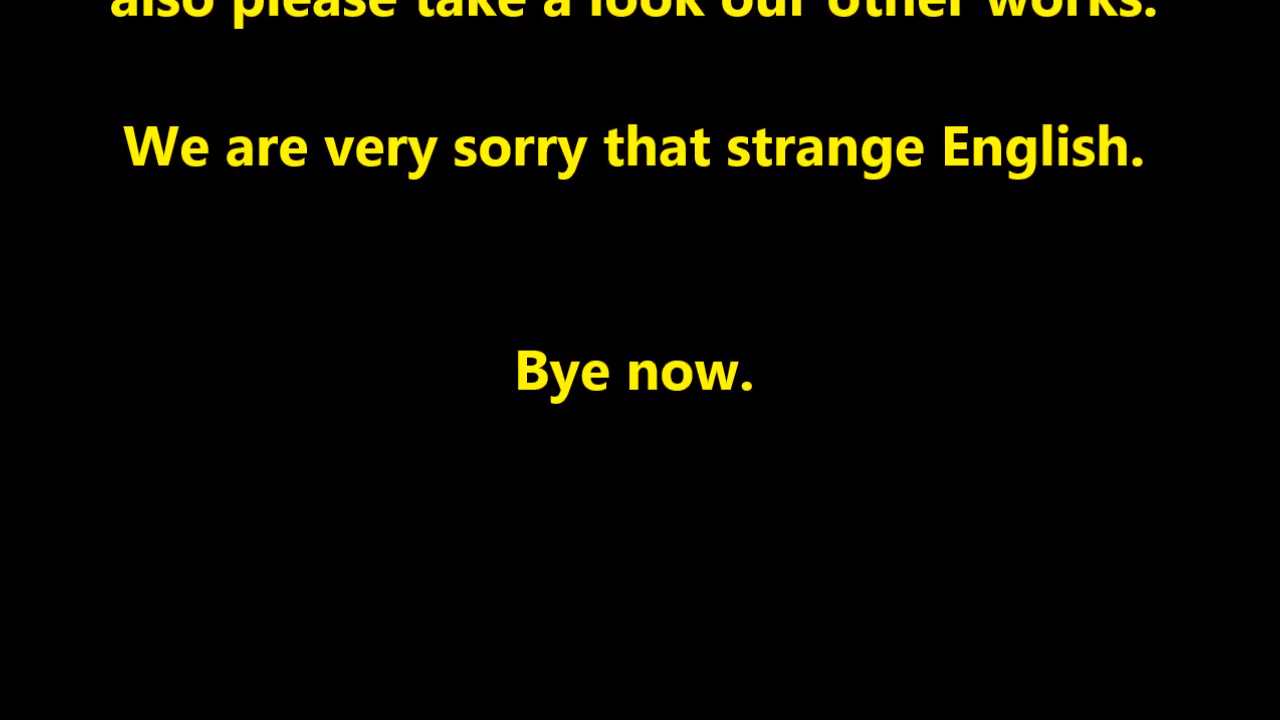 also please take a look our other works.
We are very sorry that strange English.
Bye now.